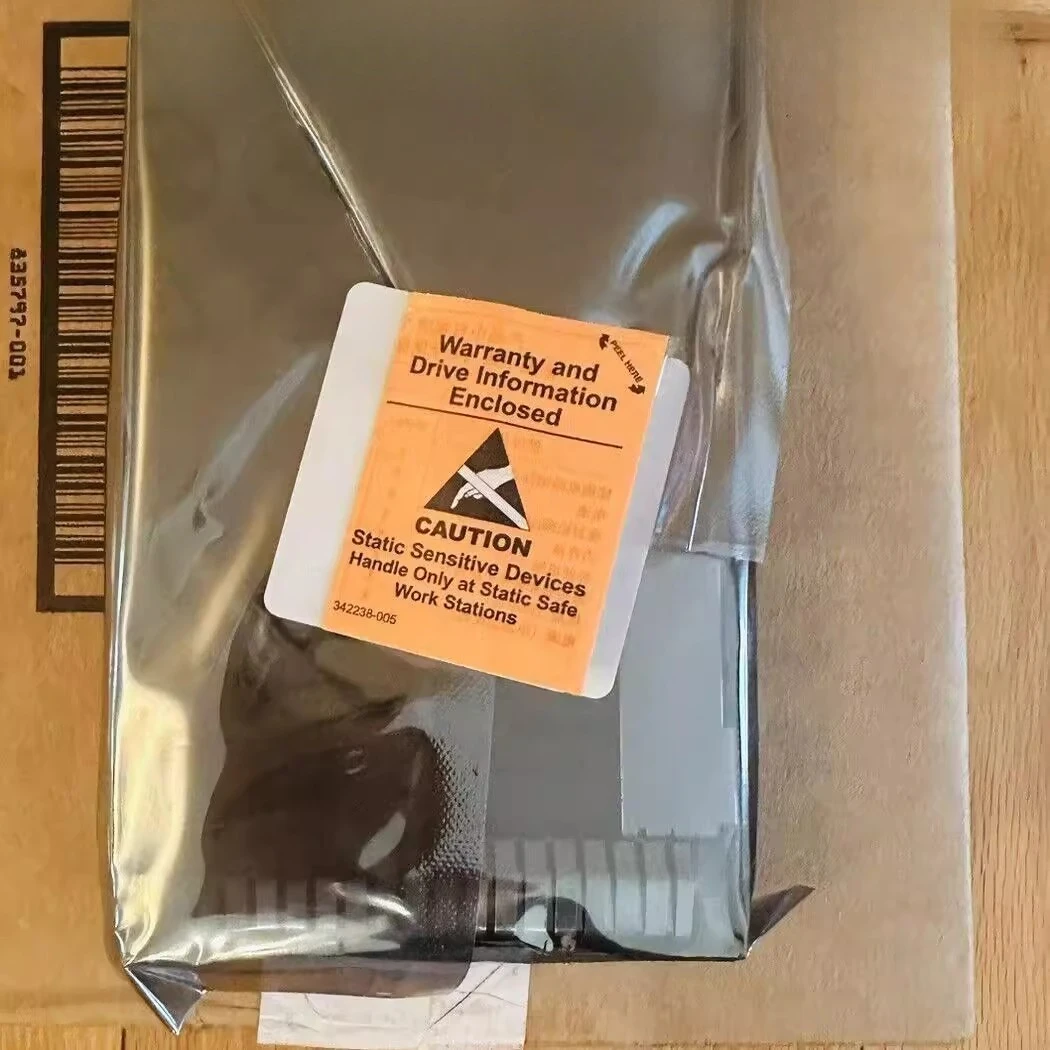 835797-001
PEEL HERE
Warranty and
Drive Information
Enclosed
CAUTION
Static Sensitive Devices
Handle Only at Static Safe
Work Stations
342238-005